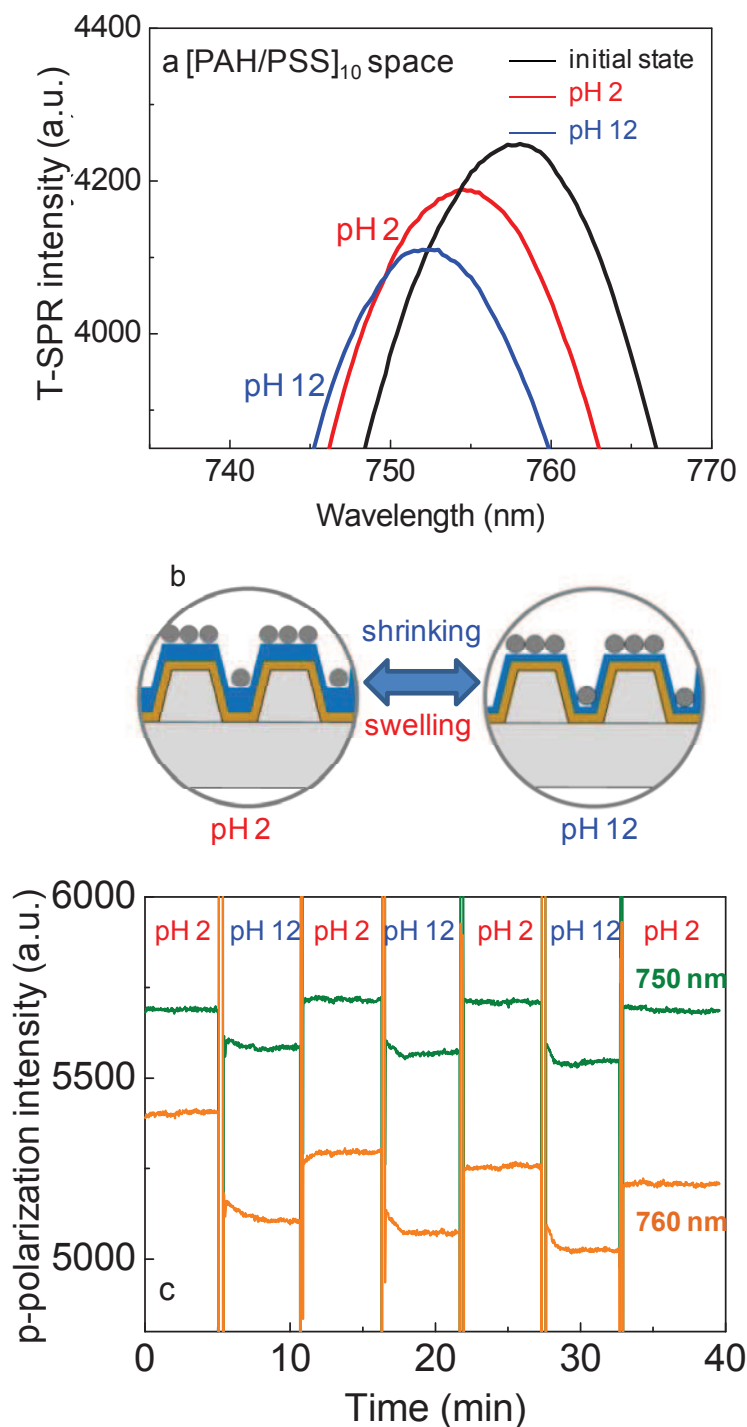 4400
4200
4000
T-SPR intensity (a.u.)
a [PAH/PSS]₁₀ space
initial state
pH 2
pH 12
pH 2
pH 12
740 750 760 770
Wavelength (nm)
b
shrinking
swelling
pH 2
pH 12
6000
5500
5000
p-polarization intensity (a.u.)
pH 2 pH 12 pH 2 pH 12 pH 2 pH 12 pH 2
750 nm
760 nm
c
0 10 20 30 40
Time (min)